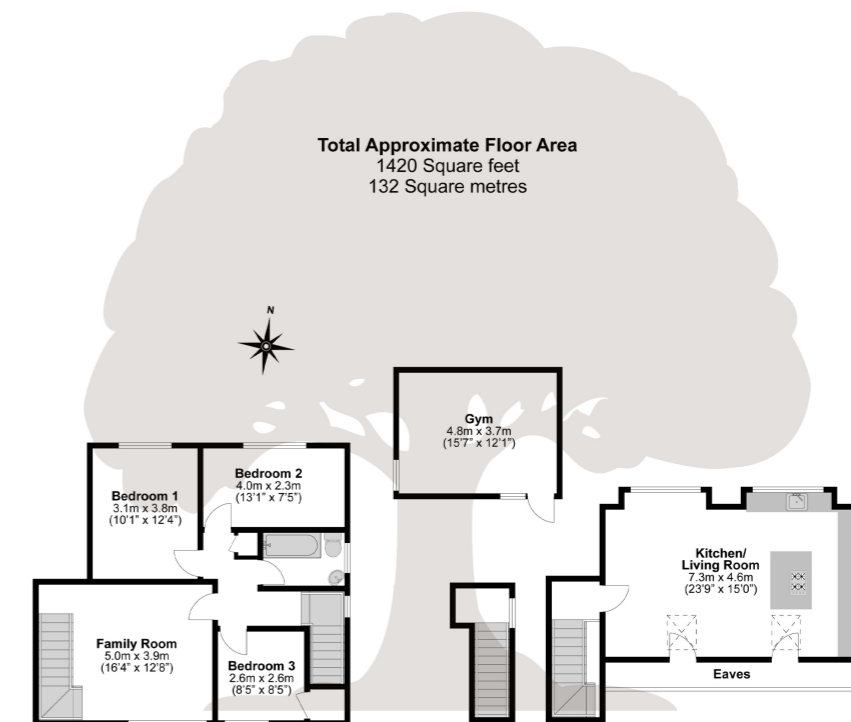 Total Approximate Floor Area
1420 Square feet
132 Square metres
N
Gym
4.8m x 3.7m
(15'7" x 12'1")
Bedroom 2
4.0m x 2.3m
(13'1" x 7'5")
Bedroom 1
3.1m x 3.8m
(10'1" x 12'4")
Kitchen/
Living Room
7.3m x 4.6m
(23'9" x 15'0")
Family Room
5.0m x 3.9m
(16'4" x 12'8")
Bedroom 3
2.6m x 2.6m
(8'5" x 8'5")
Eaves